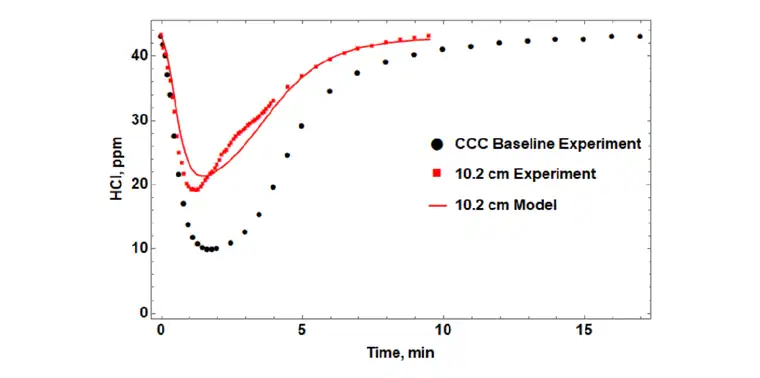 40
30
20
10
0
HCl, ppm
CCC Baseline Experiment
10.2 cm Experiment
10.2 cm Model
0 5 10 15
Time, min